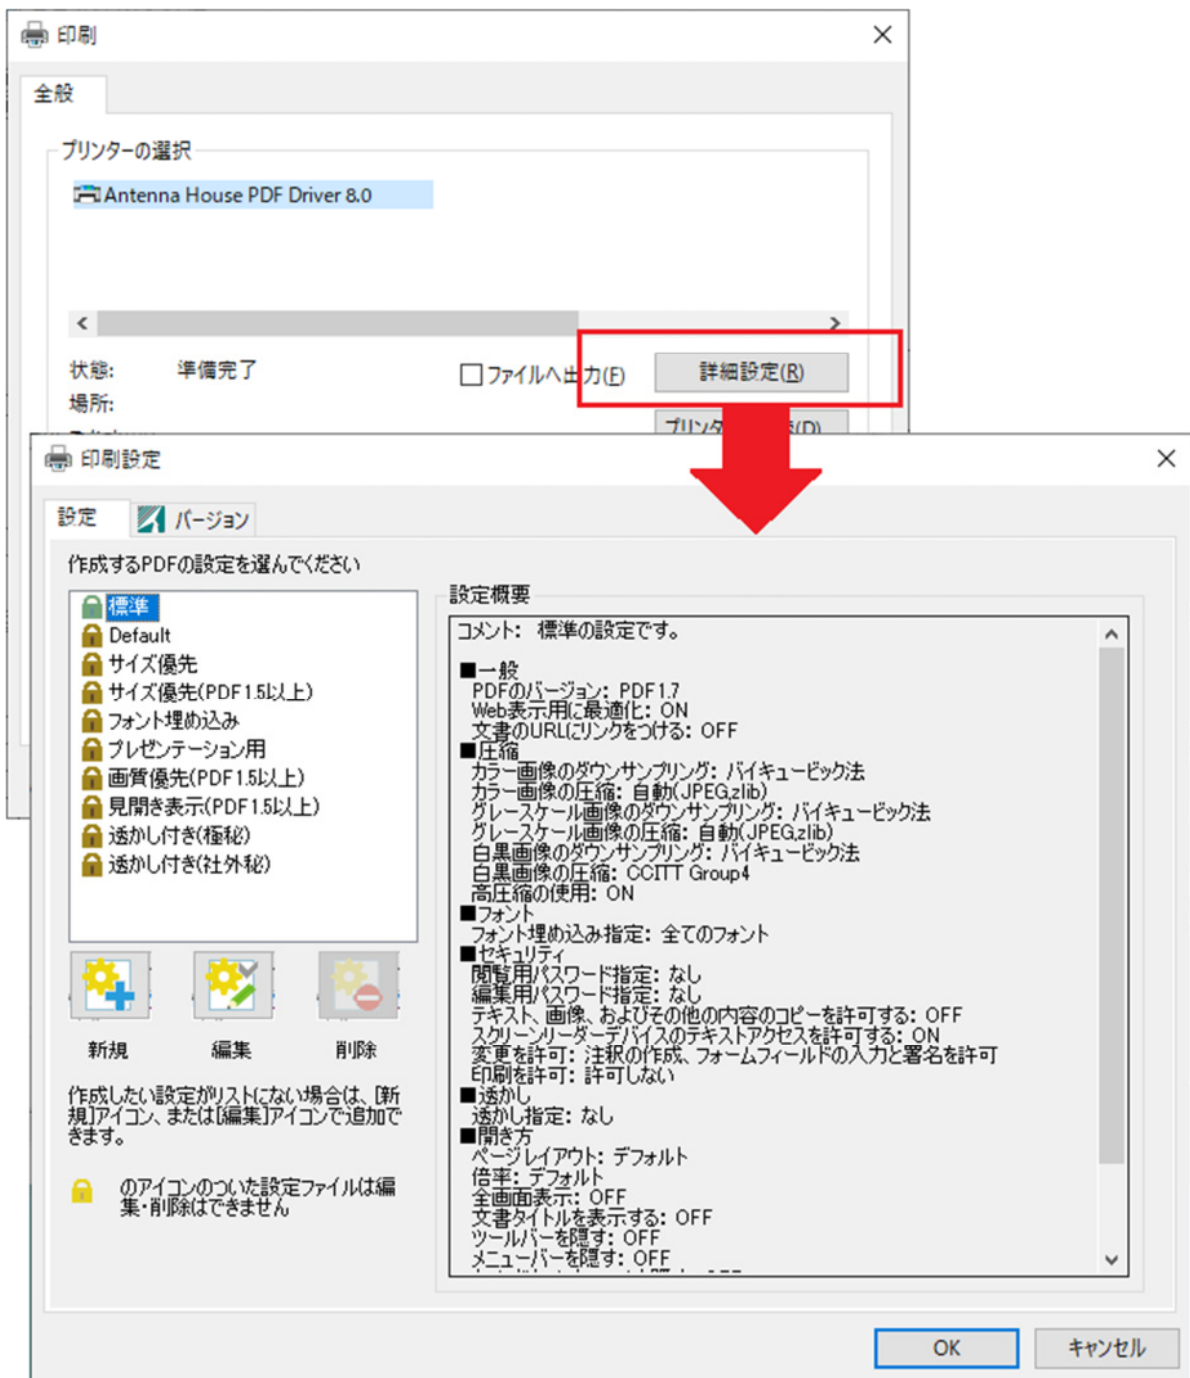 印刷
全般
プリンターの選択
Antenna House PDF Driver 8.0
状態: 準備完了
ファイルへ出力(F)
詳細設定(R)
場所:
印刷設定
設定
バージョン
作成するPDFの設定を選んでください
標準
Default
サイズ優先
サイズ優先(PDF1.5以上)
フォント埋め込み
プレゼンテーション用
画質優先(PDF1.5以上)
見開き表示(PDF1.5以上)
透かし付き(極秘)
透かし付き(社外秘)
新規
編集
削除
作成したい設定がリストにない場合は、[新
規]アイコン、または[編集]アイコンで追加で
きます。
のアイコンのついた設定ファイルは編
集・削除はできません
設定概要
コメント: 標準の設定です。
■一般
PDFのバージョン: PDF1.7
Web表示用に最適化: ON
文書のURLにリンクをつける: OFF
■圧縮
カラー画像のダウンサンプリング: バイキュービック法
カラー画像の圧縮: 自動(JPEG,zlib)
グレースケール画像のダウンサンプリング: バイキュービック法
グレースケール画像の圧縮: 自動(JPEG,zlib)
白黒画像のダウンサンプリング: バイキュービック法
白黒画像の圧縮: CCITT Group4
高圧縮の使用: ON
■フォント
フォント埋め込み指定: 全てのフォント
■セキュリティ
閲覧用パスワード指定: なし
編集用パスワード指定: なし
テキスト、画像、およびその他の内容のコピーを許可する: OFF
スクリーンリーダーデバイスのテキストアクセスを許可する: ON
変更を許可: 注釈の作成、フォームフィールドの入力と署名を許可
印刷を許可: 許可しない
■透かし
透かし指定: なし
■開き方
ページレイアウト: デフォルト
倍率: デフォルト
全画面表示: OFF
文書タイトルを表示する: OFF
ツールバーを隠す: OFF
メニューバーを隠す: OFF
OK
キャンセル